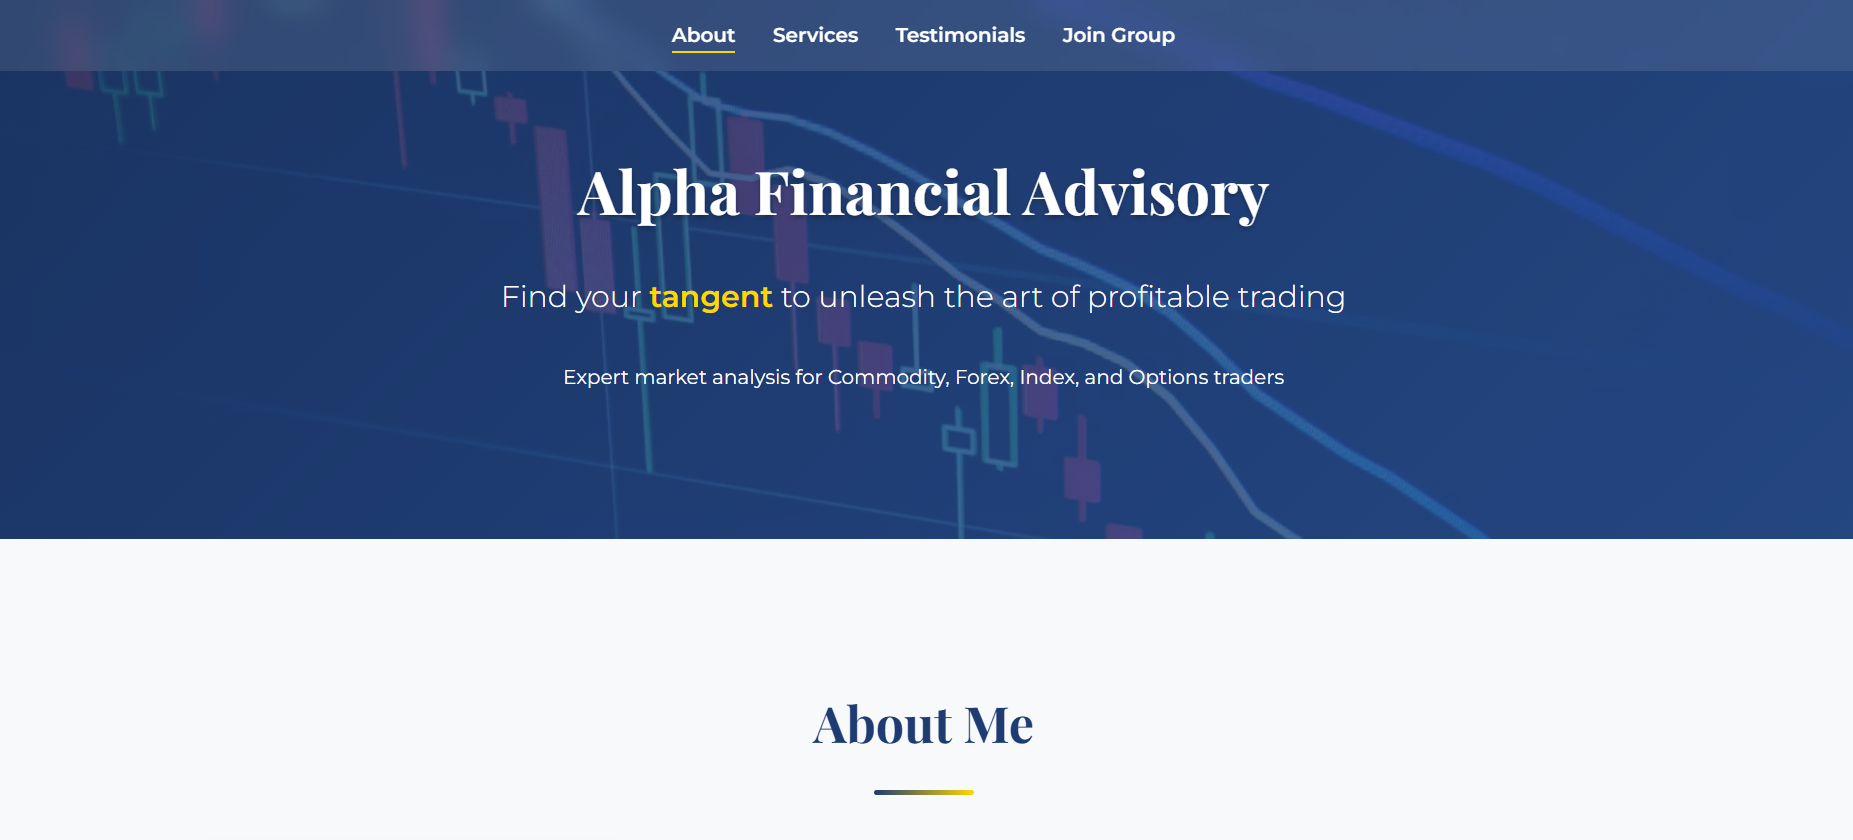 About Services Testimonials Join Group
Alpha Financial Advisory
Find your tangent to unleash the art of profitable trading
Expert market analysis for Commodity, Forex, Index, and Options traders
About Me